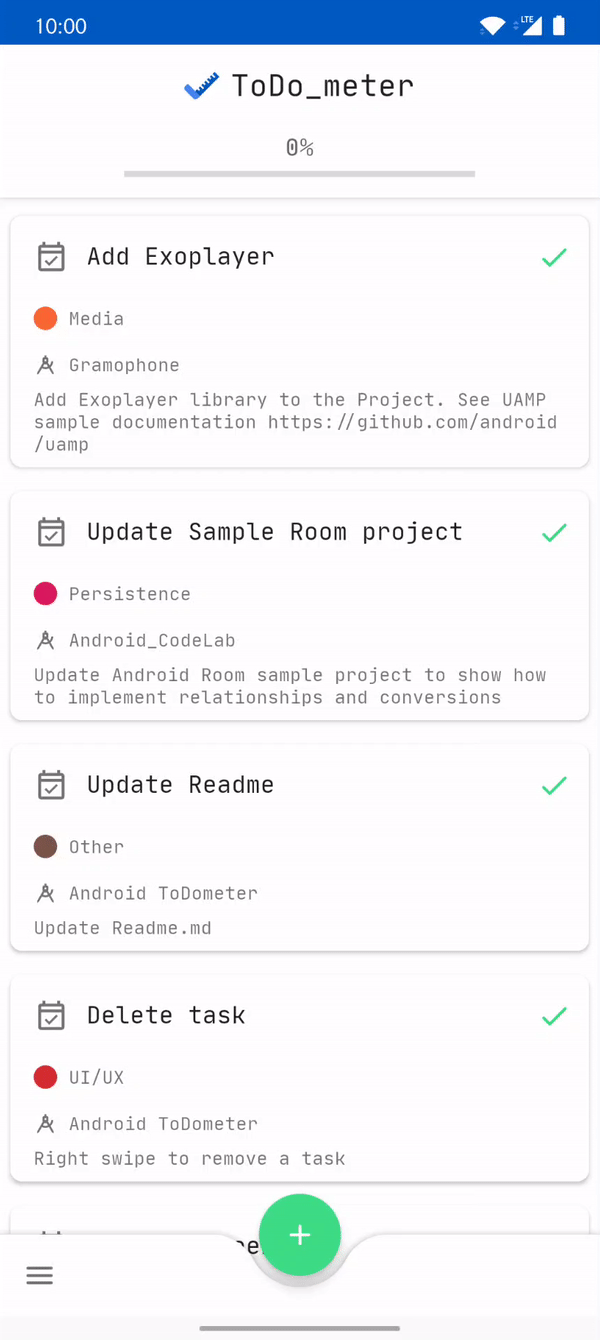 10:00
LTE
ToDo_meter
0%
Add Exoplayer
Media
Gramophone
Add Exoplayer library to the Project. See UAMP
sample documentation https://github.com/android
/uamp
Update Sample Room project
Persistence
Android_CodeLab
Update Android Room sample project to show how
to implement relationships and conversions
Update Readme
Other
Android ToDometer
Update Readme.md
Delete task
UI/UX
Android ToDometer
Right swipe to remove a task